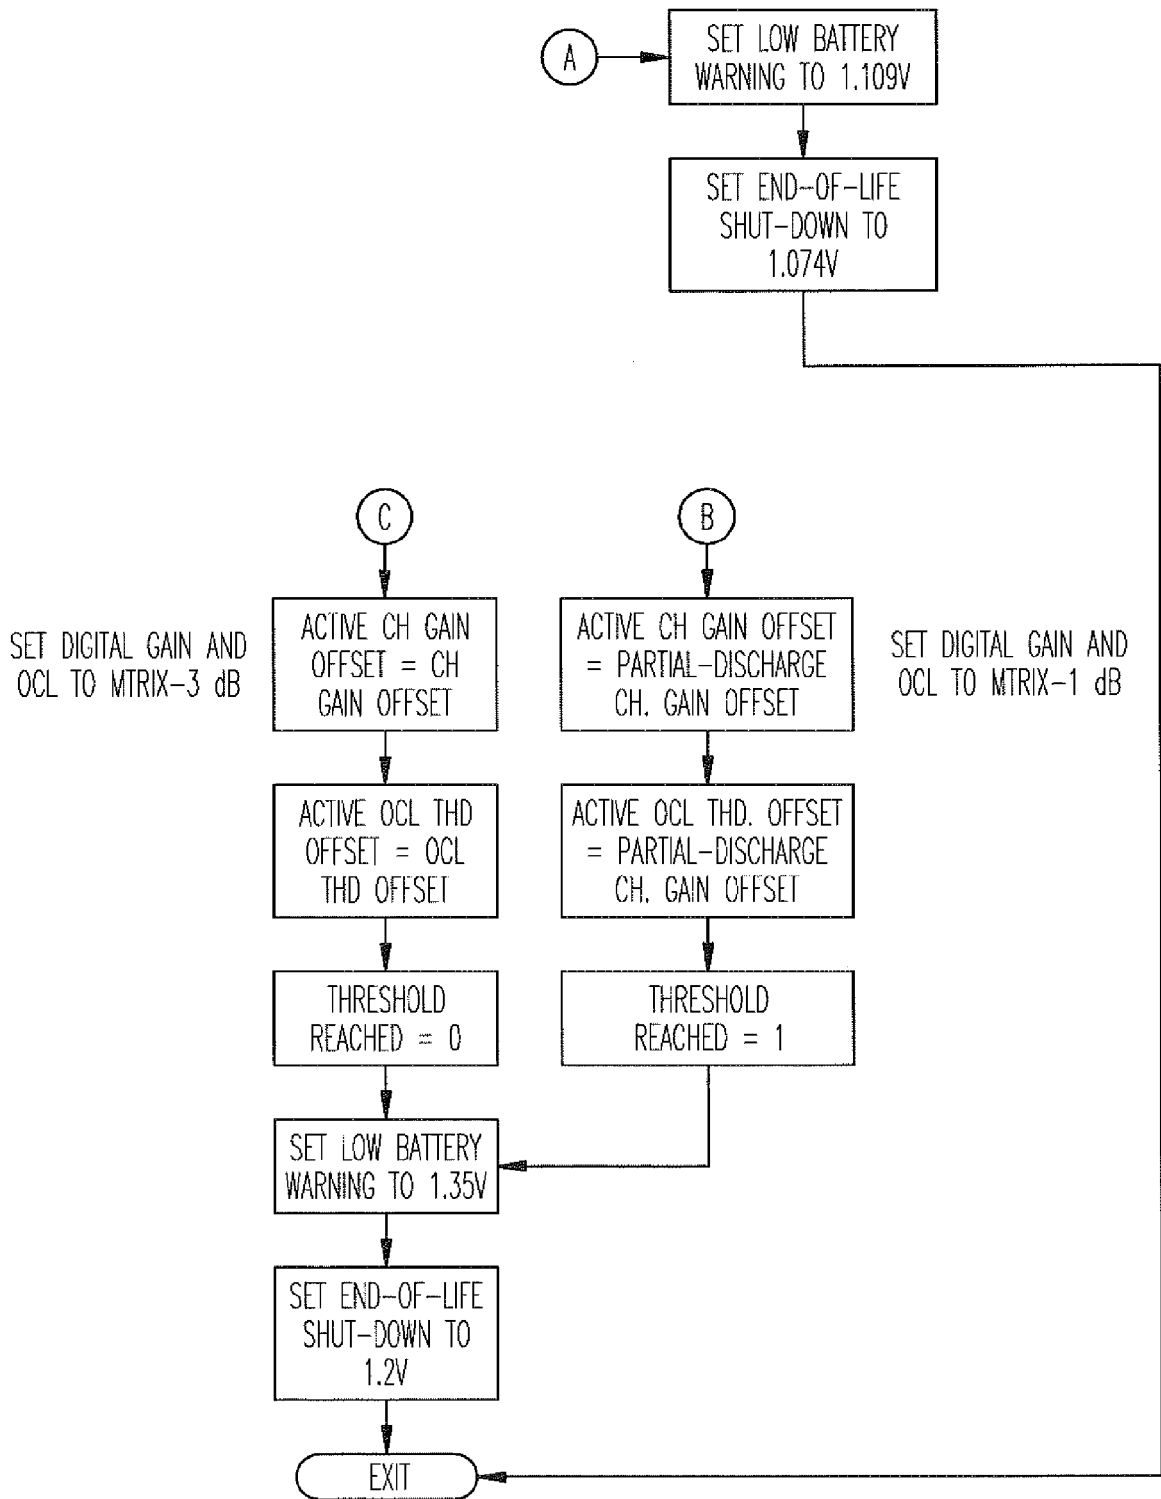 A
SET LOW BATTERY
WARNING TO 1.109V
SET END-OF-LIFE
SHUT-DOWN TO
1.074V
C
B
SET DIGITAL GAIN AND
OCL TO MTRIX-3 dB
ACTIVE CH GAIN
OFFSET = CH
GAIN OFFSET
ACTIVE CH GAIN OFFSET
= PARTIAL-DISCHARGE
CH. GAIN OFFSET
SET DIGITAL GAIN AND
OCL TO MTRIX-1 dB
ACTIVE OCL THD
OFFSET = OCL
THD OFFSET
ACTIVE OCL THD. OFFSET
= PARTIAL-DISCHARGE
CH. GAIN OFFSET
THRESHOLD
REACHED = 0
THRESHOLD
REACHED = 1
SET LOW BATTERY
WARNING TO 1.35V
SET END-OF-LIFE
SHUT-DOWN TO
1.2V
EXIT